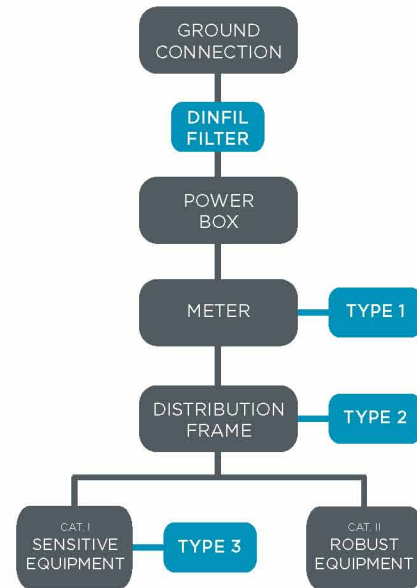 GROUND
CONNECTION
DINFIL
FILTER
POWER
BOX
METER
TYPE 1
DISTRIBUTION
FRAME
TYPE 2
CAT. I
SENSITIVE
EQUIPMENT
TYPE 3
CAT. II
ROBUST
EQUIPMENT